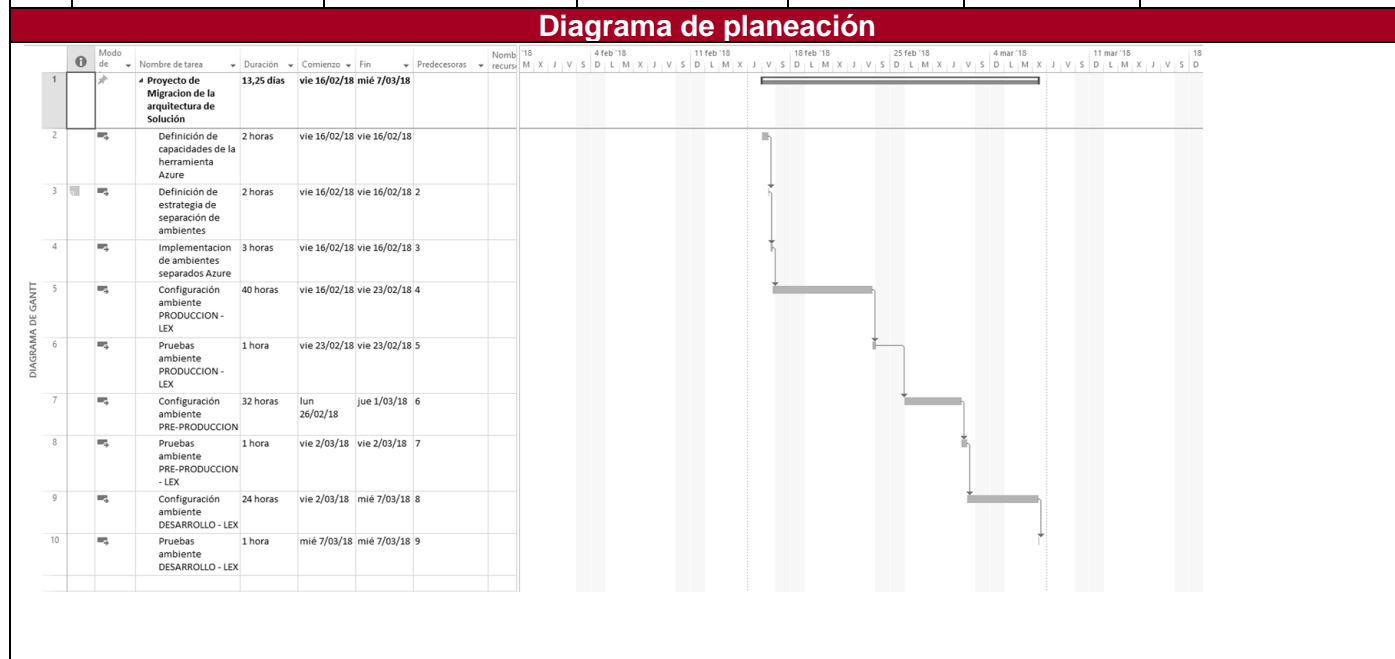 Diagrama de planeación
Modo de Nombre de tarea Duración Comienzo Fin Predecesoras Nomb recurs
'18 4 feb '18 11 feb '18 18 feb '18 25 feb '18 4 mar '18 11 mar '18 18
M X J V S D L M X J V S D L M X J V S D L M X J V S D L M X J V S D L M X J V S D L M X J V S D
DIAGRAMA DE GANTT
1 Proyecto de 13,25 días vie 16/02/18 mié 7/03/18
Migracion de la
arquitectura de
Solución
2 Definición de 2 horas vie 16/02/18 vie 16/02/18
capacidades de la
herramienta
Azure
3 Definición de 2 horas vie 16/02/18 vie 16/02/18 2
estrategia de
separación de
ambientes
4 Implementacion 3 horas vie 16/02/18 vie 16/02/18 3
de ambientes
separados Azure
5 Configuración 40 horas vie 16/02/18 vie 23/02/18 4
ambiente
PRODUCCION -
LEX
6 Pruebas 1 hora vie 23/02/18 vie 23/02/18 5
ambiente
PRODUCCION -
LEX
7 Configuración 32 horas lun jue 1/03/18 6
ambiente 26/02/18
PRE-PRODUCCION
8 Pruebas 1 hora vie 2/03/18 vie 2/03/18 7
ambiente
PRE-PRODUCCION
- LEX
9 Configuración 24 horas vie 2/03/18 mié 7/03/18 8
ambiente
DESARROLLO - LEX
10 Pruebas 1 hora mié 7/03/18 mié 7/03/18 9
ambiente
DESARROLLO - LEX